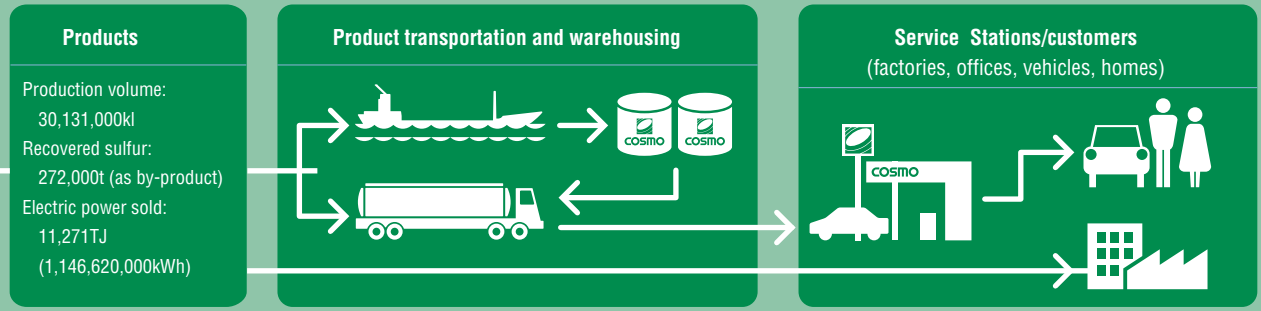 Products
Production volume:
30,131,000kl
Recovered sulfur:
272,000t (as by-product)
Electric power sold:
11,271TJ
(1,146,620,000kWh)
Product transportation and warehousing
COSMO
COSMO
Service Stations/customers
(factories, offices, vehicles, homes)
COSMO